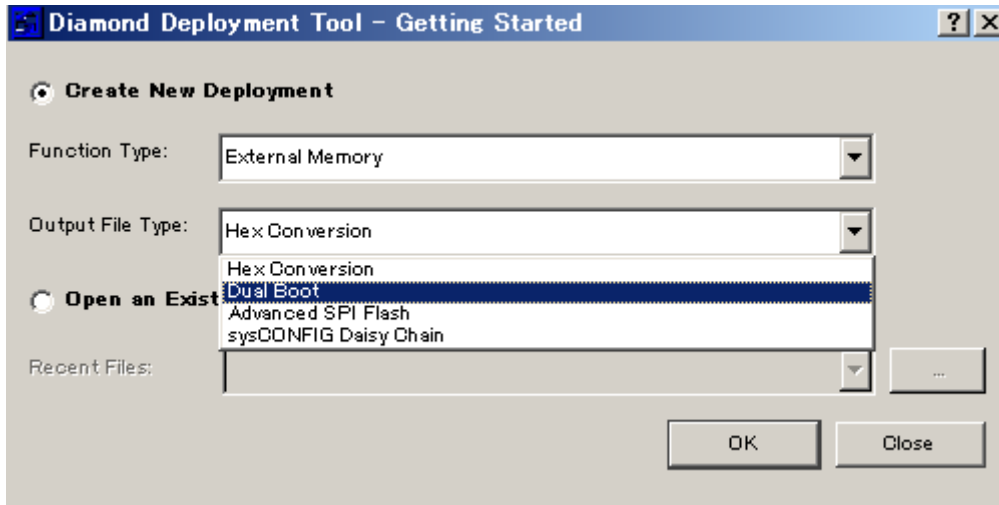 Diamond Deployment Tool - Getting Started
Create New Deployment
Function Type:
External Memory
Output File Type:
Hex Conversion
Hex Conversion
Dual Boot
Advanced SPI Flash
sysCONFIG Daisy Chain
Open an Exist
Recent Files:
...
OK
Close